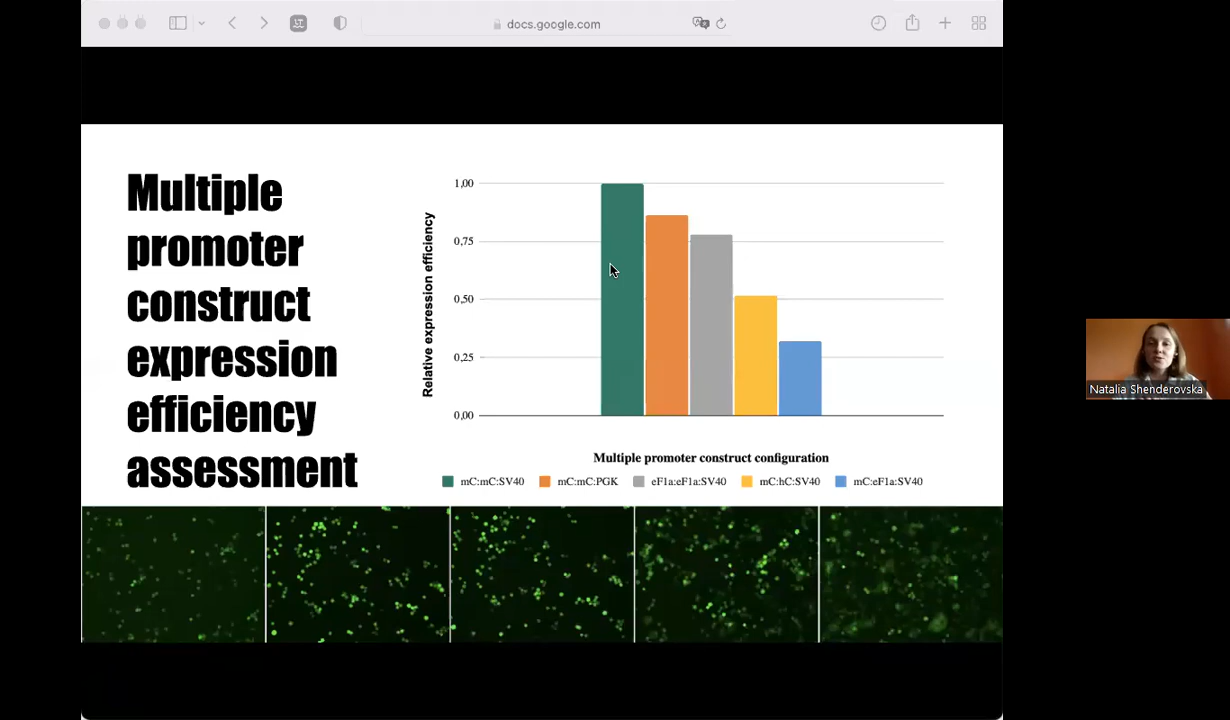 docs.google.com
Multiple
promoter
construct
expression
efficiency
assessment
Relative expression efficiency
1,00
0,75
0,50
0,25
0,00
Multiple promoter construct configuration
mC:mC:SV40 mC:mC:PGK eF1a:eF1a:SV40 mC:hC:SV40 mC:eF1a:SV40
Natalia Shenderovska